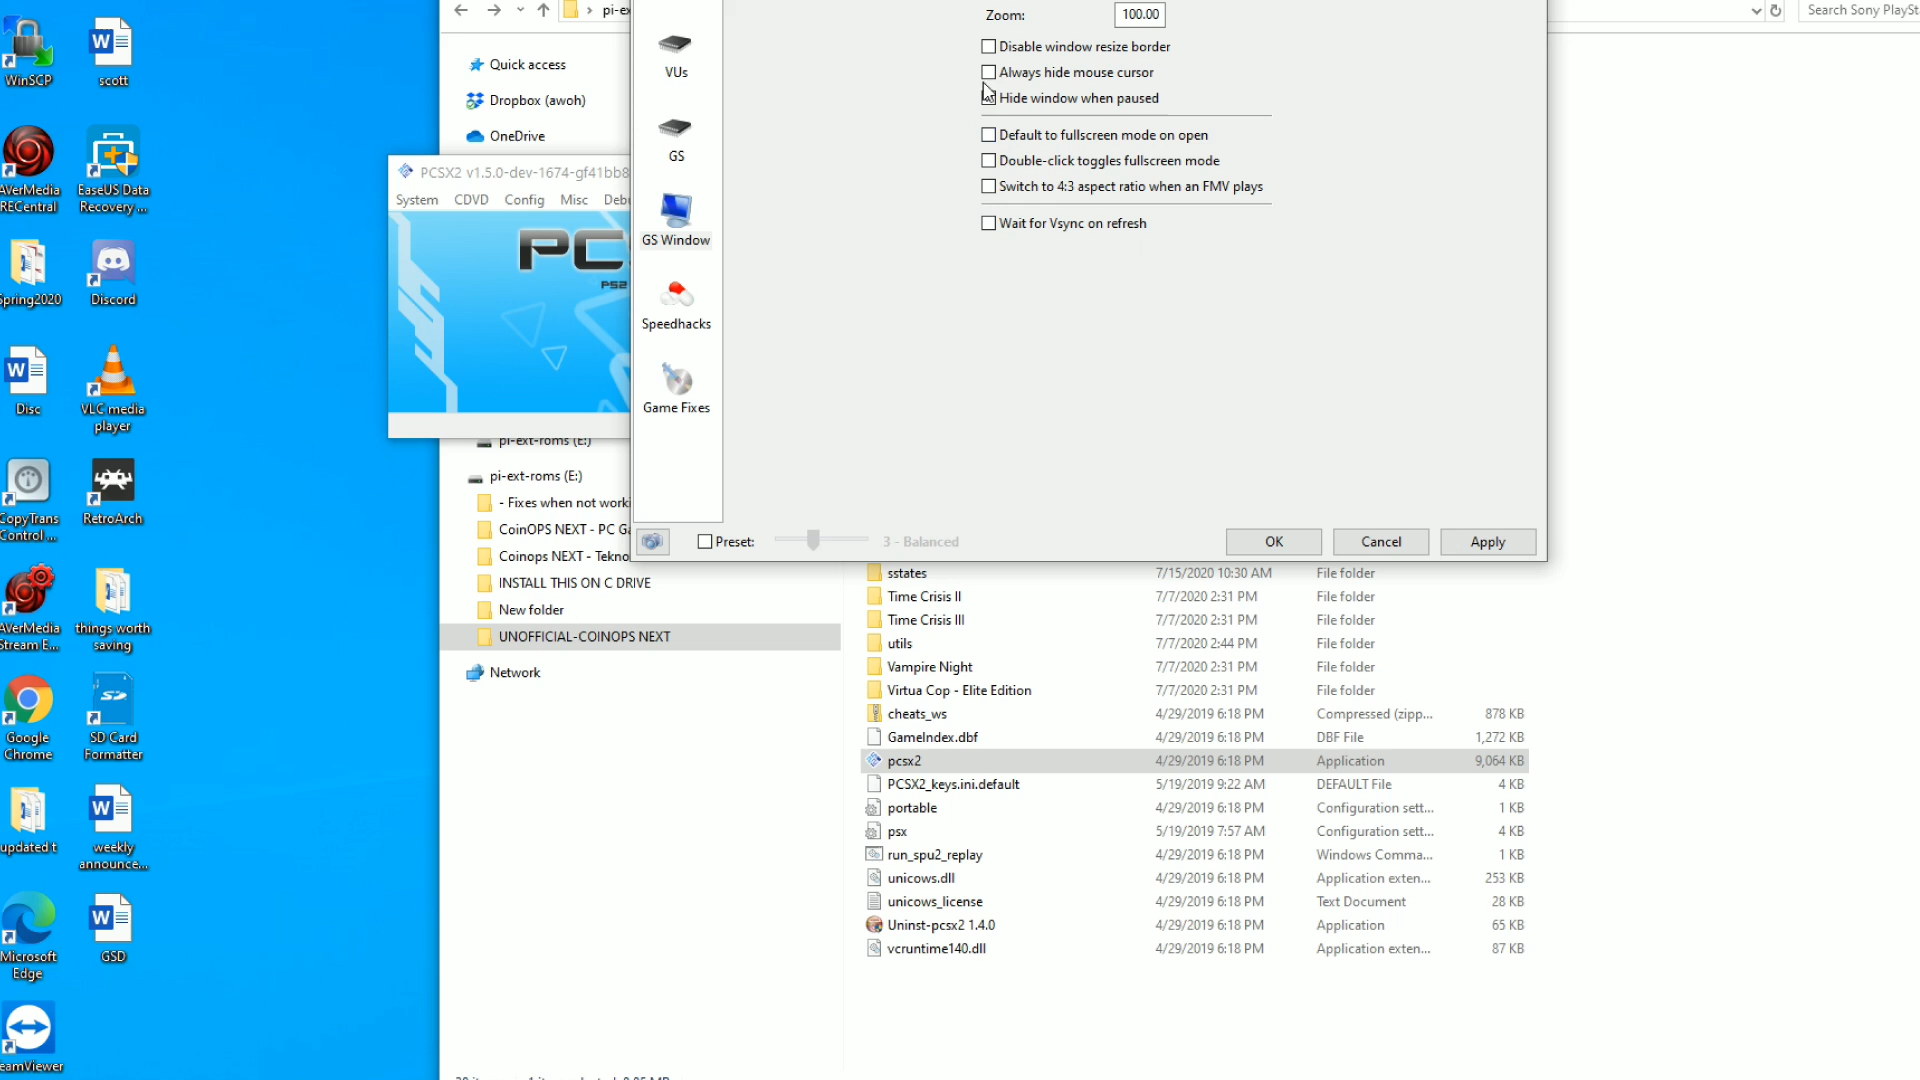 WinSCP
scott
AVerMedia
RECentral
EaseUS Data
Recovery ...
Spring2020
Discord
Disc
VLC media
player
CopyTrans
Control ...
RetroArch
AVerMedia
Stream E...
things worth
saving
Google
Chrome
SD Card
Formatter
updated t
weekly
announce...
Microsoft
Edge
GSD
eamViewer
pi-ex
Search Sony PlaySt
Quick access
Dropbox (awoh)
OneDrive
PCSX2 v1.5.0-dev-1674-gf41bb8
System
CDVD
Config
Misc
Debu
PCS
PS2
pi-ext-roms (E:)
pi-ext-roms (E:)
- Fixes when not worki
CoinOPS NEXT - PC Ga
Coinops NEXT - Tekno
INSTALL THIS ON C DRIVE
New folder
UNOFFICIAL-COINOPS NEXT
Network
VUs
GS
GS Window
Speedhacks
Game Fixes
Zoom: 100.00
Disable window resize border
Always hide mouse cursor
Hide window when paused
Default to fullscreen mode on open
Double-click toggles fullscreen mode
Switch to 4:3 aspect ratio when an FMV plays
Wait for Vsync on refresh
Preset: 3 - Balanced
OK
Cancel
Apply
sstates 7/15/2020 10:30 AM File folder
Time Crisis II 7/7/2020 2:31 PM File folder
Time Crisis III 7/7/2020 2:31 PM File folder
utils 7/7/2020 2:44 PM File folder
Vampire Night 7/7/2020 2:31 PM File folder
Virtua Cop - Elite Edition 7/7/2020 2:31 PM File folder
cheats_ws 4/29/2019 6:18 PM Compressed (zipp... 878 KB
GameIndex.dbf 4/29/2019 6:18 PM DBF File 1,272 KB
pcsx2 4/29/2019 6:18 PM Application 9,064 KB
PCSX2_keys.ini.default 5/19/2019 9:22 AM DEFAULT File 4 KB
portable 4/29/2019 6:18 PM Configuration sett... 1 KB
psx 5/19/2019 7:57 AM Configuration sett... 4 KB
run_spu2_replay 4/29/2019 6:18 PM Windows Comma... 1 KB
unicows.dll 4/29/2019 6:18 PM Application exten... 253 KB
unicows_license 4/29/2019 6:18 PM Text Document 28 KB
Uninst-pcsx2 1.4.0 4/29/2019 6:18 PM Application 65 KB
vcruntime140.dll 4/29/2019 6:18 PM Application exten... 87 KB